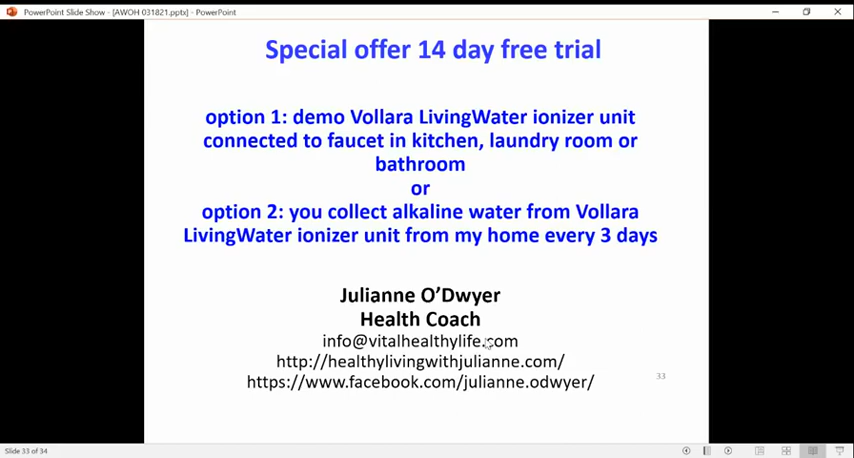 PowerPoint Slide Show - [AWOH 031821.pptx] - PowerPoint
Special offer 14 day free trial
option 1: demo Vollara LivingWater ionizer unit
connected to faucet in kitchen, laundry room or
bathroom
or
option 2: you collect alkaline water from Vollara
LivingWater ionizer unit from my home every 3 days
Julianne O’Dwyer
Health Coach
info@vitalhealthylife.com
http://healthylivingwithjulianne.com/
https://www.facebook.com/julianne.odwyer/
33
Slide 33 of 34